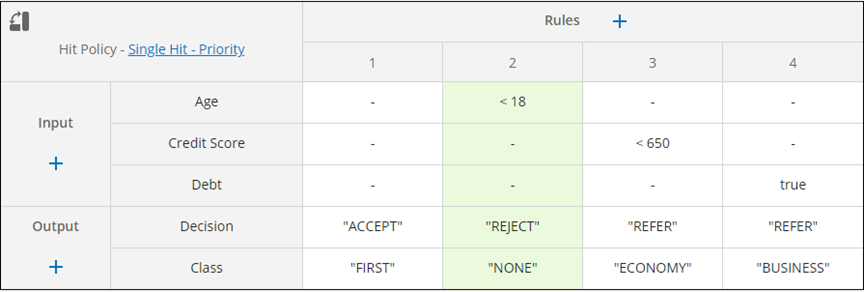 Rules +
Hit Policy - Single Hit - Priority
1 2 3 4
Input
+
Age - < 18 - -
Credit Score - - < 650 -
Debt - - - true
Output
+
Decision "ACCEPT" "REJECT" "REFER" "REFER"
Class "FIRST" "NONE" "ECONOMY" "BUSINESS"